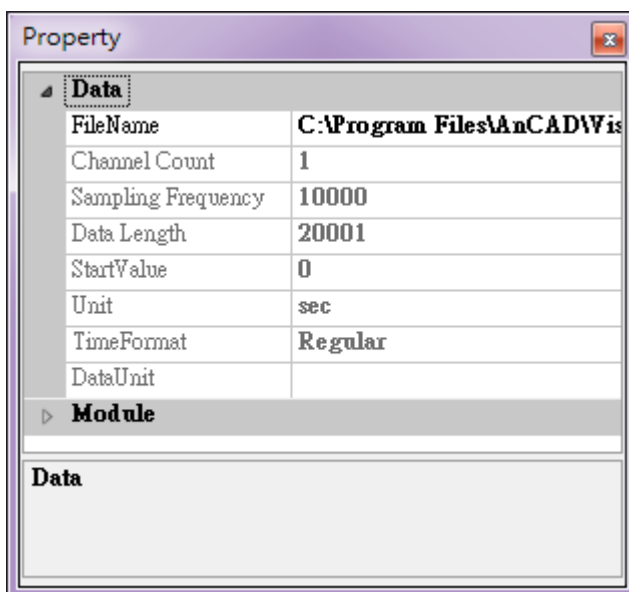 Property
Data
FileName C:\Program Files\AnCAD\Vis
Channel Count 1
Sampling Frequency 10000
Data Length 20001
StartValue 0
Unit sec
TimeFormat Regular
DataUnit
Module
Data